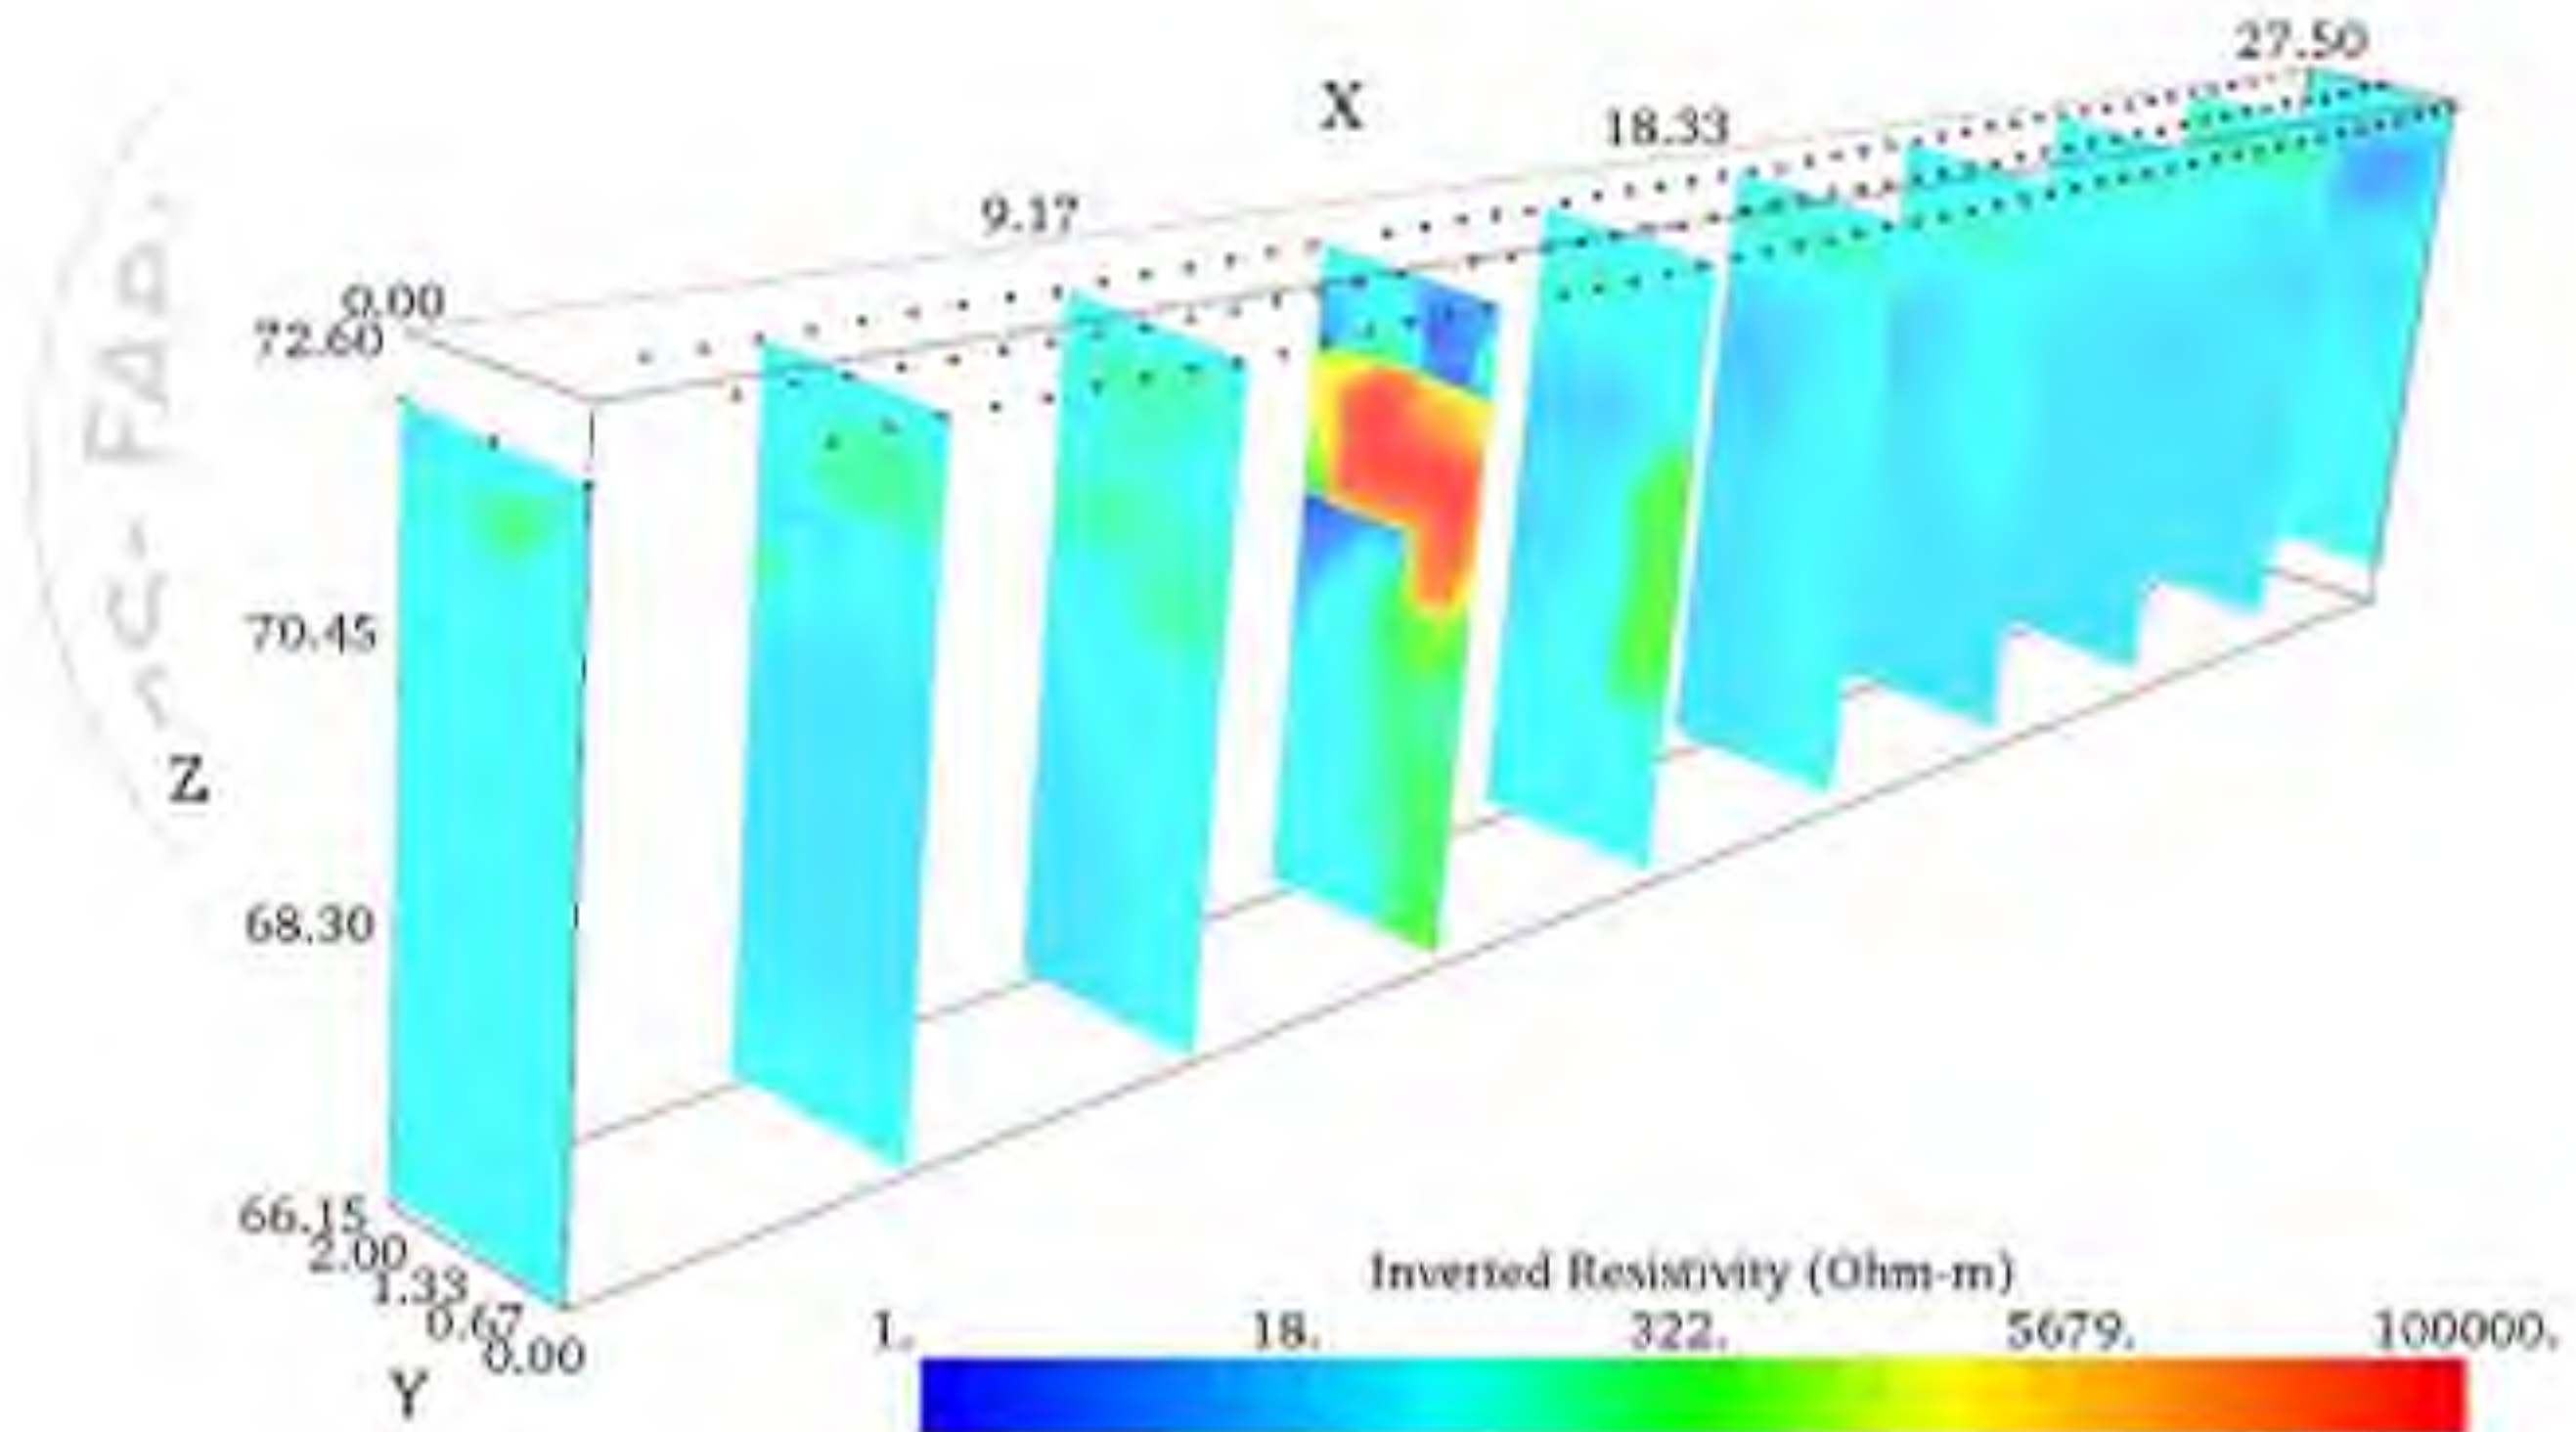 27.50
X
18.33
9.17
0.00
72.60
70.45
Z
68.30
66.15
2.00
1.33
0.67
0.00
Y
Inverted Resistivity (Ohm-m)
1. 18. 322. 5679. 100000.